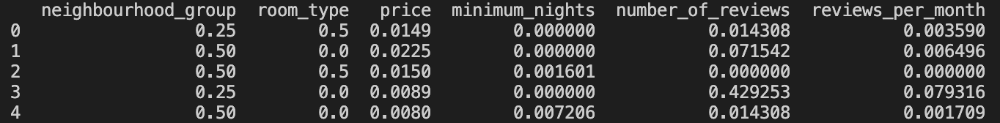 neighbourhood_group room_type price minimum_nights number_of_reviews reviews_per_month
0 0.25 0.5 0.0149 0.000000 0.014308 0.003590
1 0.50 0.0 0.0225 0.000000 0.071542 0.006496
2 0.50 0.5 0.0150 0.001601 0.000000 0.000000
3 0.25 0.0 0.0089 0.000000 0.429253 0.079316
4 0.50 0.0 0.0080 0.007206 0.014308 0.001709